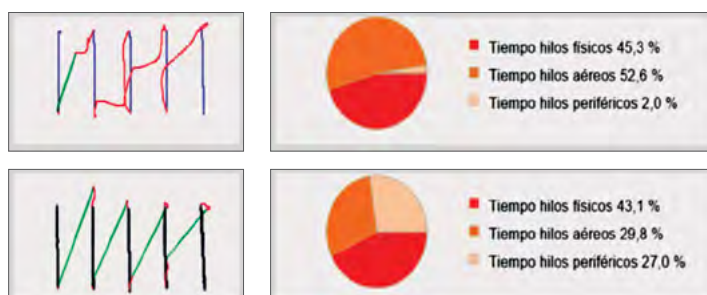 Tiempo hilos físicos 45,3 %
Tiempo hilos aéreos 52,6 %
Tiempo hilos periféricos 2,0 %
Tiempo hilos físicos 43,1 %
Tiempo hilos aéreos 29,8 %
Tiempo hilos periféricos 27,0 %